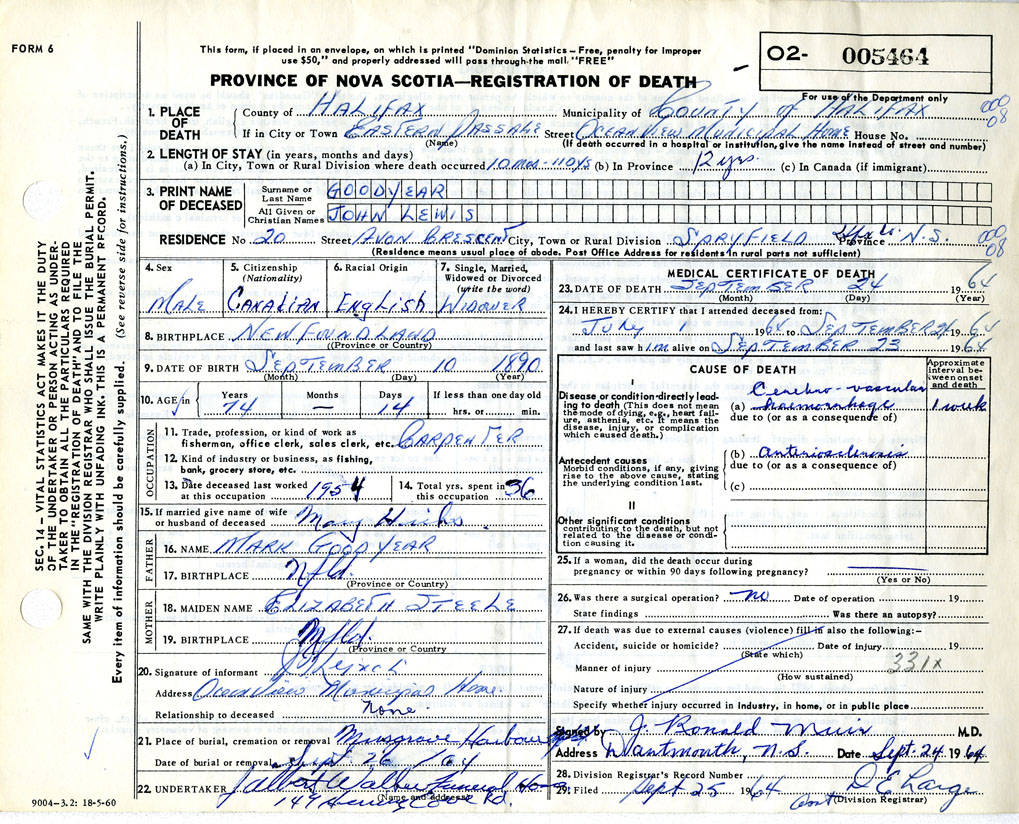 FORM 6
This form, if placed in an envelope, on which is printed "Dominion Statistics – Free, penalty for improper
use $50," and properly addressed will pass through the mail "FREE"
PROVINCE OF NOVA SCOTIA—REGISTRATION OF DEATH
02- 005464
For use of the Department only
000
08
1. PLACE OF DEATH
County of HALIFAX Municipality of COUNTY OF HALIFAX
If in City or Town EASTERN PASSAGE Street OCEAN VIEW MUNICIPAL HOME House No.
(Name) (If death occurred in a hospital or institution, give the name instead of street and number)
2. LENGTH OF STAY (in years, months and days)
(a) In City, Town or Rural Division where death occurred 10 mos - 11 days (b) In Province 12 yrs. (c) In Canada (if immigrant)
3. PRINT NAME OF DECEASED
Surname or Last Name GOODYEAR
All Given or Christian Names JOHN LEWIS
RESIDENCE No 20 Street AVON CRESCENT City, Town or Rural Division SPRYFIELD Province N.S.
000
08
(Residence means usual place of abode. Post Office Address for residents in rural parts not sufficient)
4. Sex MALE
5. Citizenship (Nationality) CANADIAN
6. Racial Origin ENGLISH
7. Single, Married, Widowed or Divorced (write the word) WIDOWER
8. BIRTHPLACE NEWFOUNDLAND
(Province or Country)
9. DATE OF BIRTH SEPTEMBER 10 1890
(Month) (Day) (Year)
10. AGE in Years 74 Months — Days 14 If less than one day old hrs. or min.
OCCUPATION
11. Trade, profession, or kind of work as fisherman, office clerk, sales clerk, etc. CARPENTER
12. Kind of industry or business, as fishing, bank, grocery store, etc.
13. Date deceased last worked at this occupation 1954
14. Total yrs. spent in this occupation 36
15. If married give name of wife or husband of deceased Mary Hicks
FATHER
16. NAME MARK GOODYEAR
17. BIRTHPLACE Nfld.
(Province or Country)
MOTHER
18. MAIDEN NAME ELIZABETH STEELE
19. BIRTHPLACE Nfld.
(Province or Country)
20. Signature of informant
Address Ocean View Municipal Home
Relationship to deceased None
21. Place of burial, cremation or removal Musgrave Harbour
Date of burial or removal Sept. 26 / 64
22. UNDERTAKER Walker Funeral Home
(Name and Address)
149 Rd.
9004-3.2: 18-5-60
MEDICAL CERTIFICATE OF DEATH
23. DATE OF DEATH SEPTEMBER 24 1964
(Month) (Day) (Year)
24. I HEREBY CERTIFY that I attended deceased from:
JULY 1 1964 to SEPTEMBER 24 1964
and last saw him alive on SEPTEMBER 23 1964
CAUSE OF DEATH
Approximate interval between onset and death
I
Disease or condition directly leading to death (This does not mean the mode of dying, e.g., heart failure, asthenia, etc. It means the disease, injury, or complication which caused death.)
(a) Cerebro-vascular haemorrhage 1 week
due to (or as a consequence of)
Antecedent causes
Morbid conditions, if any, giving rise to the above cause, stating the underlying condition last.
(b) Arteriosclerosis
due to (or as a consequence of)
(c)
II
Other significant conditions contributing to the death, but not related to the disease or condition causing it.
25. If a woman, did the death occur during pregnancy or within 90 days following pregnancy?
(Yes or No)
26. Was there a surgical operation? no Date of operation 19
State findings Was there an autopsy?
27. If death was due to external causes (violence) fill in also the following:–
Accident, suicide or homicide? Date of injury 19
(State which)
331x
Manner of injury
(How sustained)
Nature of injury
Specify whether injury occurred in industry, in home, or in public place
Signed by J. Ronald Muir M.D.
Address Dartmouth, N.S. Date Sept. 24 1964
28. Division Registrar's Record Number
29. Filed Sept 25 1964 D E Large
(Division Registrar)
SEC. 14 – VITAL STATISTICS ACT MAKES IT THE DUTY
OF THE UNDERTAKER OR PERSON ACTING AS UNDER-
TAKER TO OBTAIN ALL THE PARTICULARS REQUIRED
IN THE "REGISTRATION OF DEATH" AND TO FILE THE
SAME WITH THE DIVISION REGISTRAR WHO SHALL ISSUE THE BURIAL PERMIT.
WRITE PLAINLY WITH UNFADING INK. THIS IS A PERMANENT RECORD.
Every item of information should be carefully supplied. (See reverse side for instructions.)